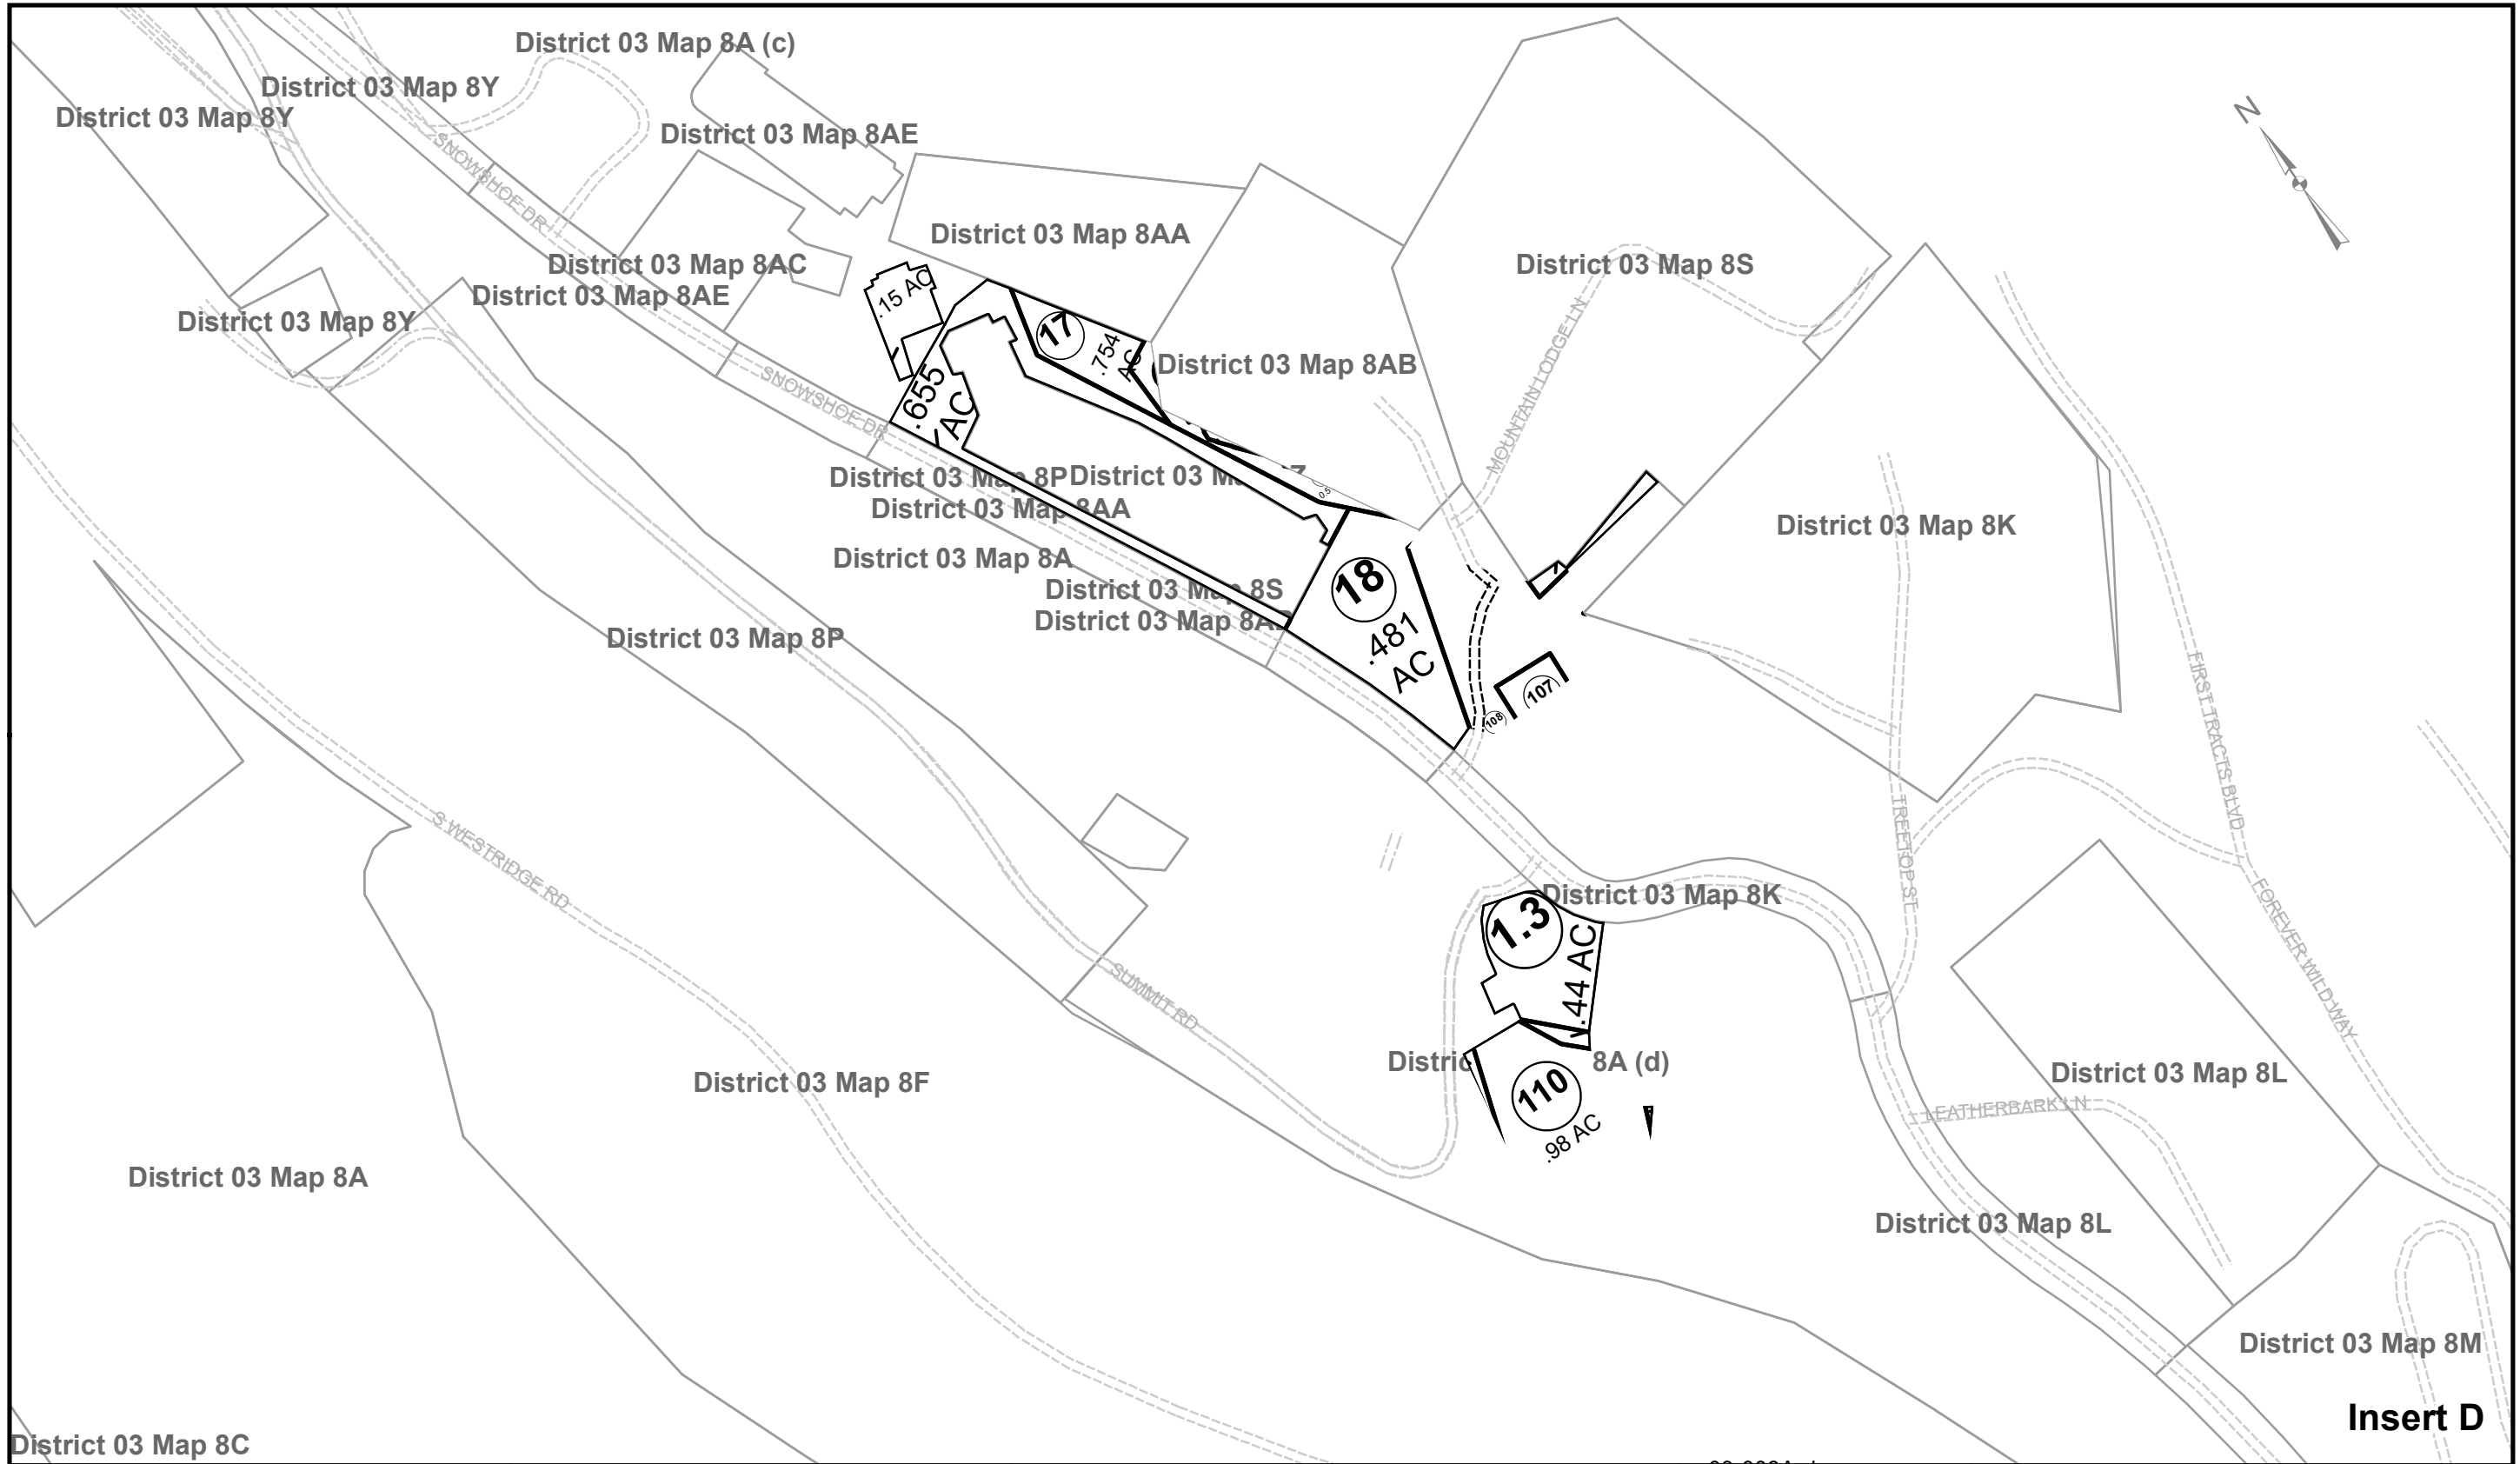 District 03 Map 8A (c)
District 03 Map 8Y
District 03 Map 8Y
N
SNOWSHOE DR
District 03 Map 8AE
District 03 Map 8AA
District 03 Map 8S
District 03 Map 8AC
District 03 Map 8AE
.15 AC
District 03 Map 8Y
17
.754
AC
District 03 Map 8AB
MOUNTAIN LODGE LN
SNOWSHOE DR
.655
AC
District 03 Map 8P
District 03
0.5
District 03 Map 8AA
District 03 Map 8K
District 03 Map 8A
District 03 Map 8S
18
.481
AC
District 03 Map
District 03 Map 8P
107
108
FIRST TRACTS BLVD
S WESTRIDGE RD
TREETOP ST
District 03 Map 8K
1.3
.44 AC
FOREVER WILD WAY
SUMMIT RD
8A (d)
110
.98 AC
District 03 Map 8F
District 03 Map 8L
LEATHERBARK LN
District 03 Map 8A
District 03 Map 8L
District 03 Map 8M
Insert D
District 03 Map 8C